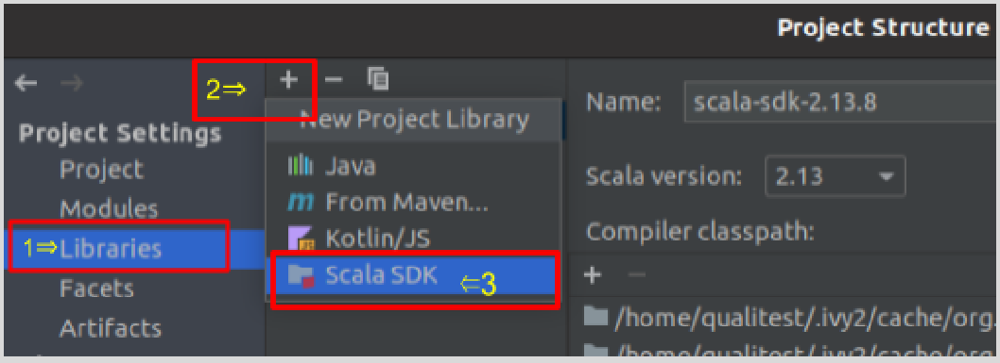 Project Structure
2⇒
+
New Project Library
Java
m From Maven...
Kotlin/JS
Scala SDK ⇐3
Project Settings
Project
Modules
1⇒Libraries
Facets
Artifacts
Name: scala-sdk-2.13.8
Scala version: 2.13
Compiler classpath:
/home/qualitest/.ivy2/cache/org.
/home/qualitest/.ivy2/cache/org